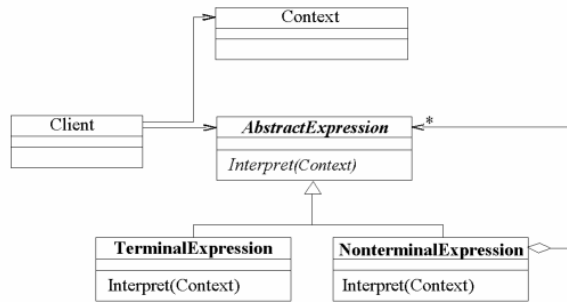 Context
Client
AbstractExpression
*
Interpret(Context)
TerminalExpression
NonterminalExpression
Interpret(Context)
Interpret(Context)